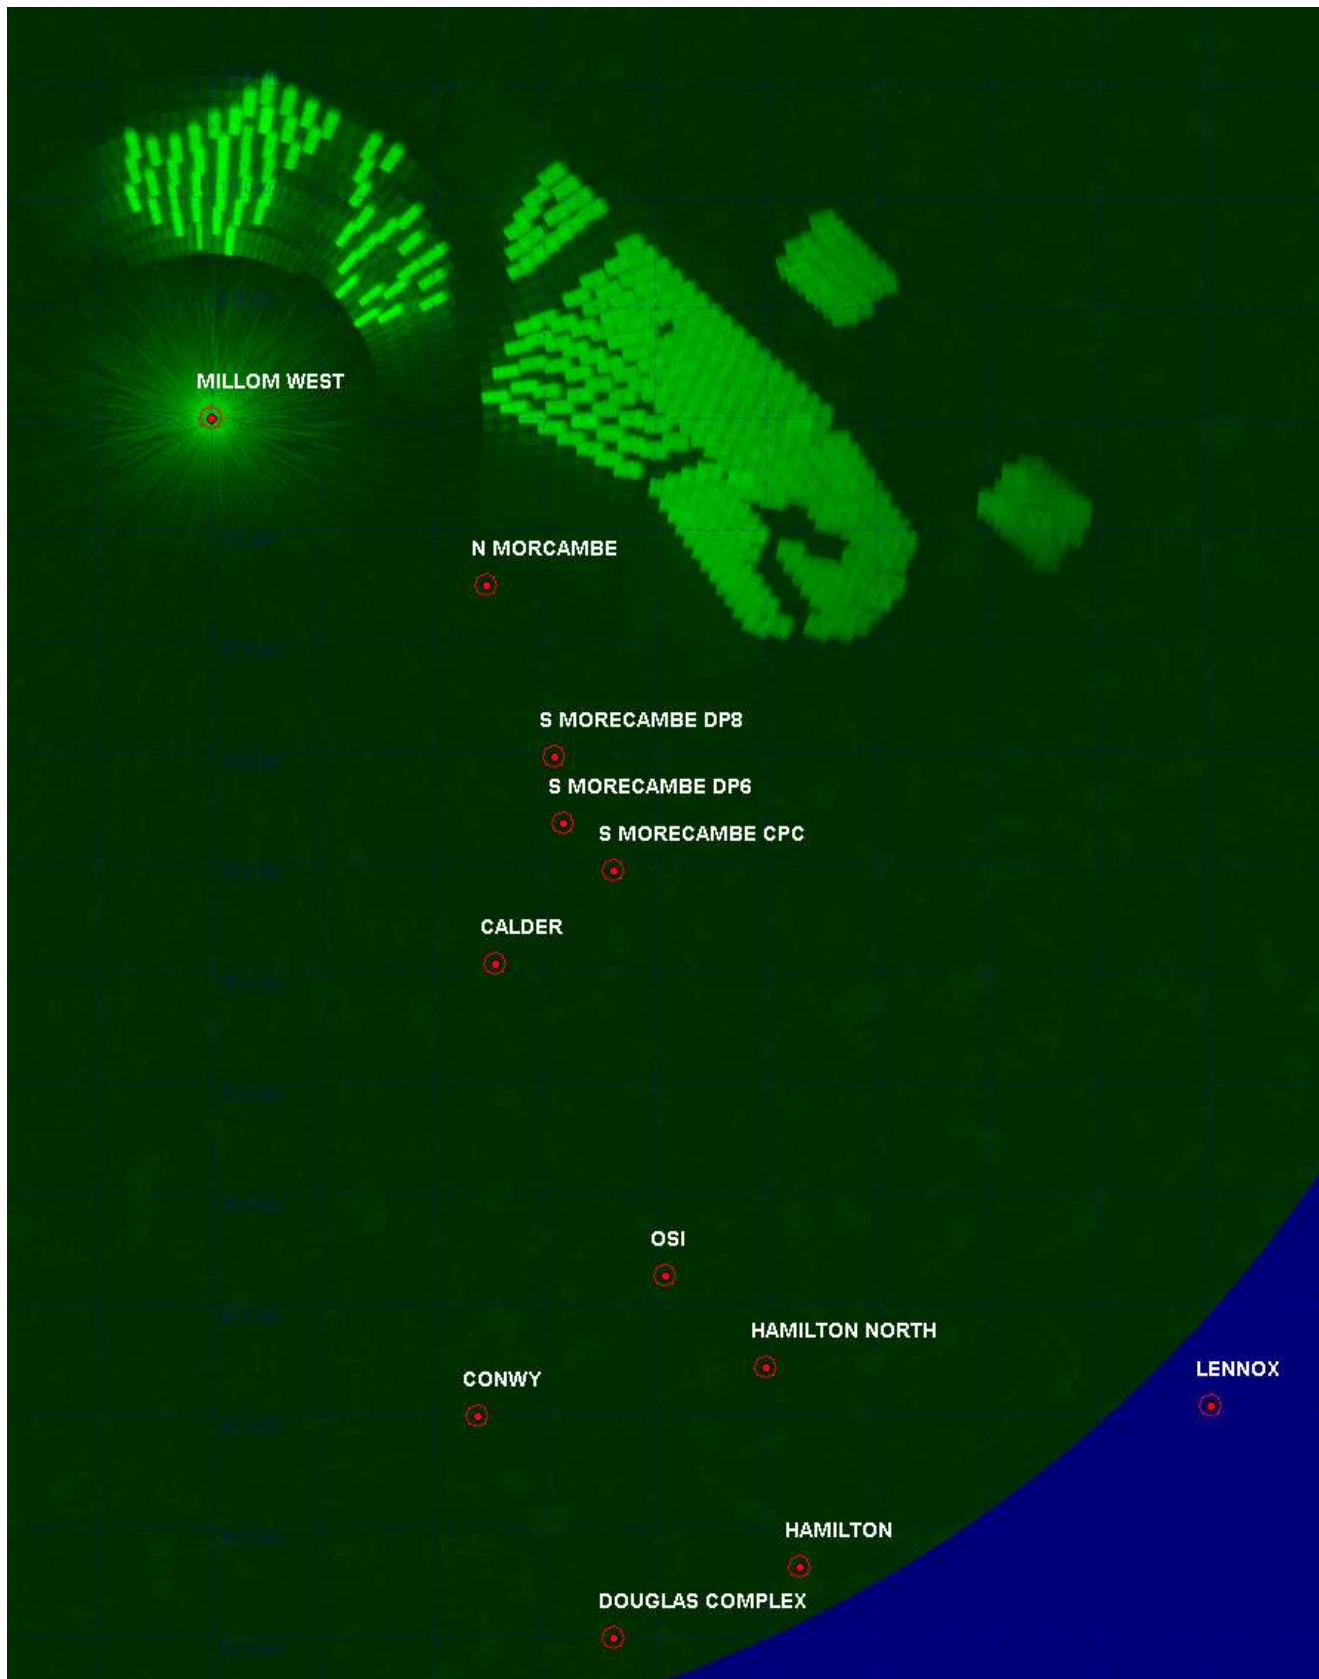 MILLOM WEST
N MORCAMBE
S MORECAMBE DP8
S MORECAMBE DP6
S MORECAMBE CPC
CALDER
OSI
HAMILTON NORTH
LENNOX
CONWY
HAMILTON
DOUGLAS COMPLEX